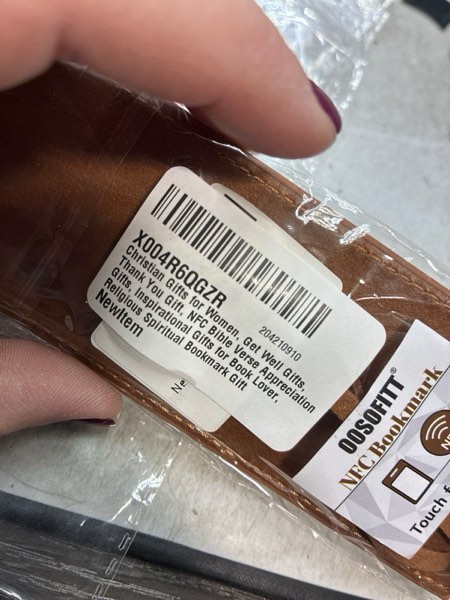 X004R6QGZR
204210910
Christian Gifts for Women, Get Well Gifts,
Thank You Gift, NFC Bible Verse Appreciation
Gifts, Inspirational Gifts for Book Lover,
Religious Spiritual Bookmark Gift
NewItem
Ne
OOSOFITT®
NFC Bookmark
Touch